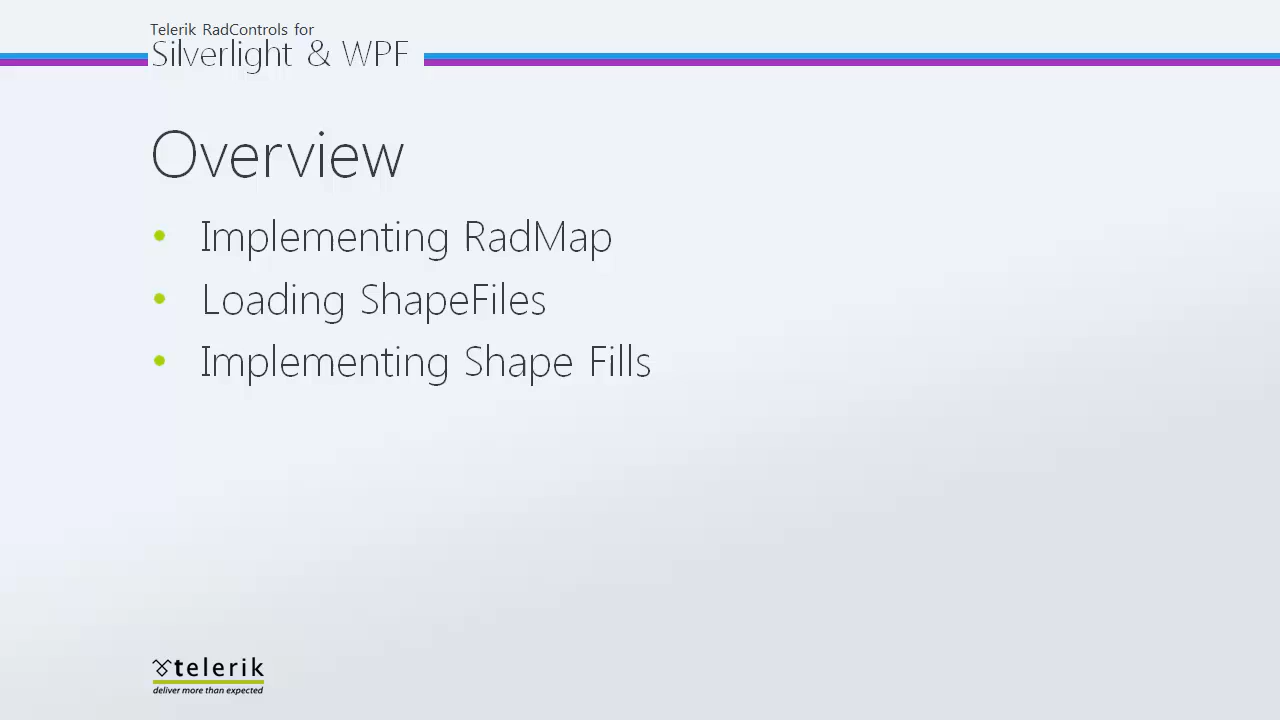 Telerik RadControls for
Silverlight & WPF
Overview
• Implementing RadMap
• Loading ShapeFiles
• Implementing Shape Fills
telerik
deliver more than expected